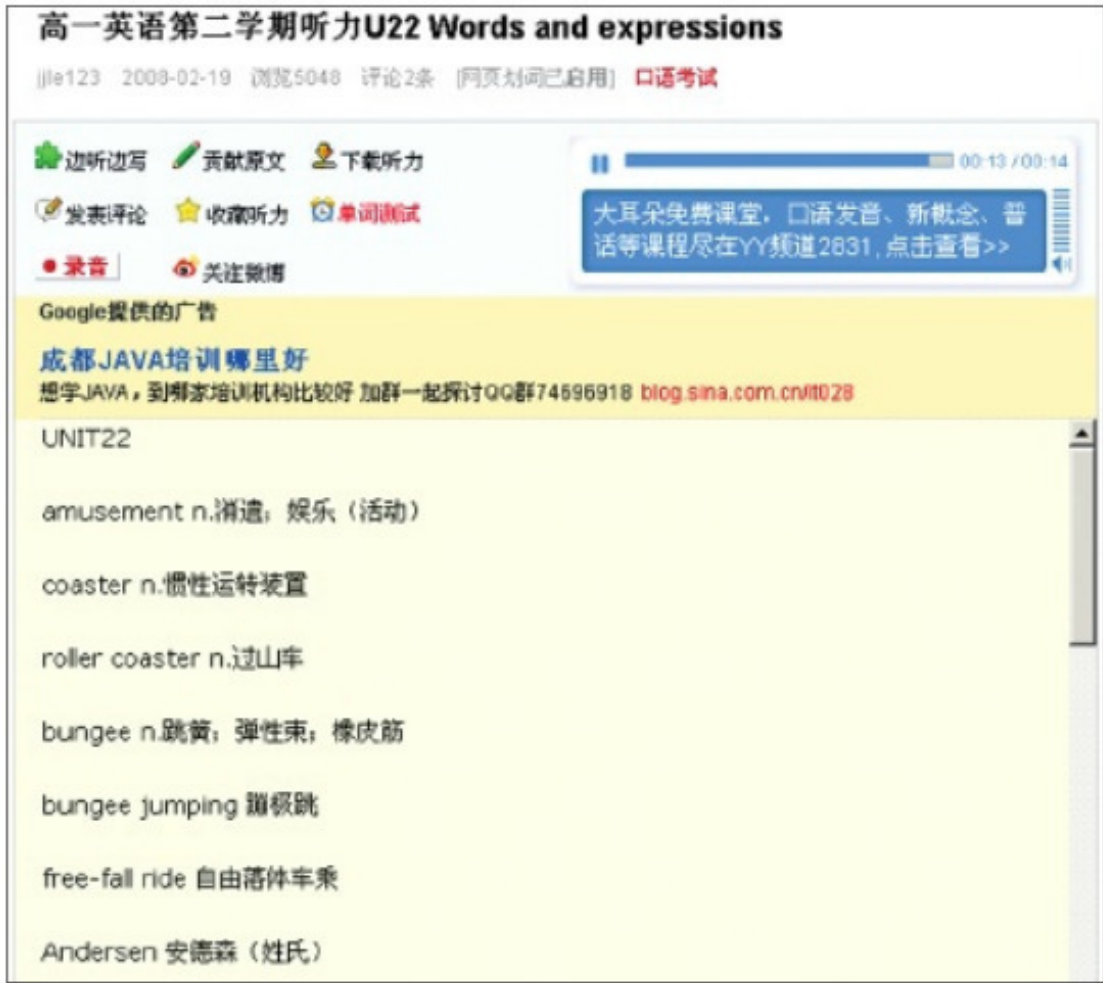 高一英语第二学期听力U22 Words and expressions
jjle123 2008-02-19 浏览5048 评论2条 [网页划词已启用] 口语考试
边听边写 贡献原文 下载听力
00:13 / 00:14
发表评论 收藏听力 单词测试
大耳朵免费课堂，口语发音、新概念、普
话等课程尽在YY频道2831,点击查看>>
录音 关注微博
Google提供的广告
成都JAVA培训哪里好
想学JAVA，到哪家培训机构比较好 加群一起探讨QQ群74696918 blog.sina.com.cn/it028
UNIT22
amusement n.消遣；娱乐（活动）
coaster n.惯性运转装置
roller coaster n.过山车
bungee n.跳簧；弹性束；橡皮筋
bungee jumping 蹦极跳
free-fall ride 自由落体车乘
Andersen 安德森（姓氏）